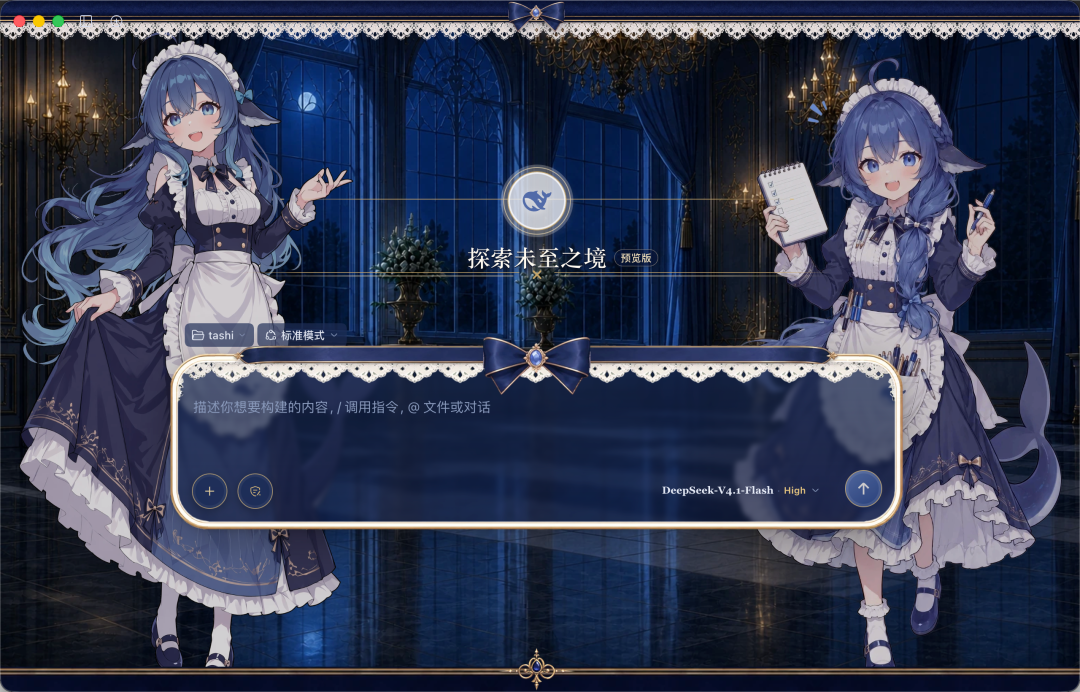 探索未至之境 预览版
tashi 标准模式
描述你想要构建的内容, / 调用指令, @ 文件或对话
DeepSeek-V4.1-Flash · High